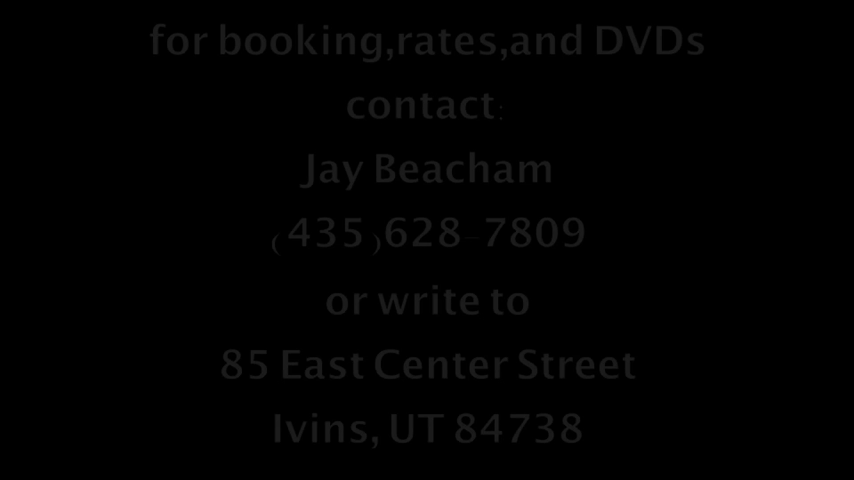 for booking,rates,and DVDs
contact:
Jay Beacham
(435)628-7809
or write to
85 East Center Street
Ivins, UT 84738